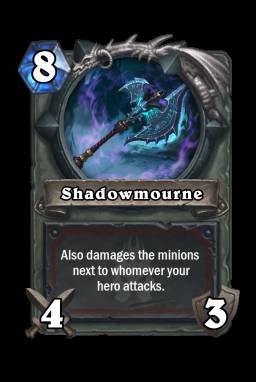 8
Shadowmourne
Also damages the minions
next to whomever your
hero attacks.
4
3